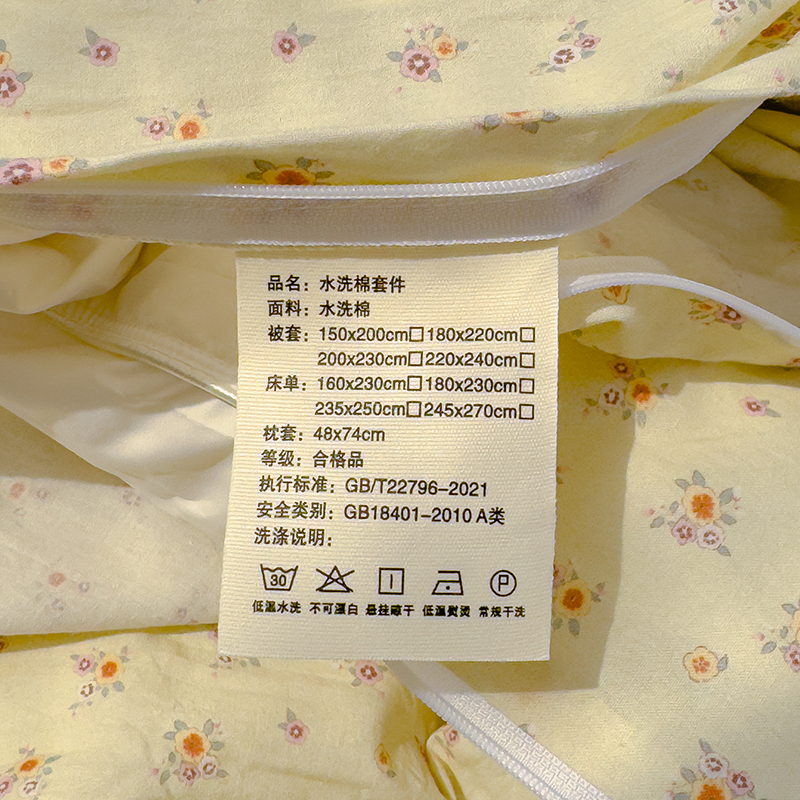 品名：水洗棉套件
面料：水洗棉
被套：150x200cm□180x220cm□
200x230cm□220x240cm□
床单：160x230cm□180x230cm□
235x250cm□245x270cm□
枕套：48x74cm
等级：合格品
执行标准：GB/T22796-2021
安全类别：GB18401-2010 A类
洗涤说明：
30 P
低温水洗 不可漂白 悬挂晾干 低温熨烫 常规干洗